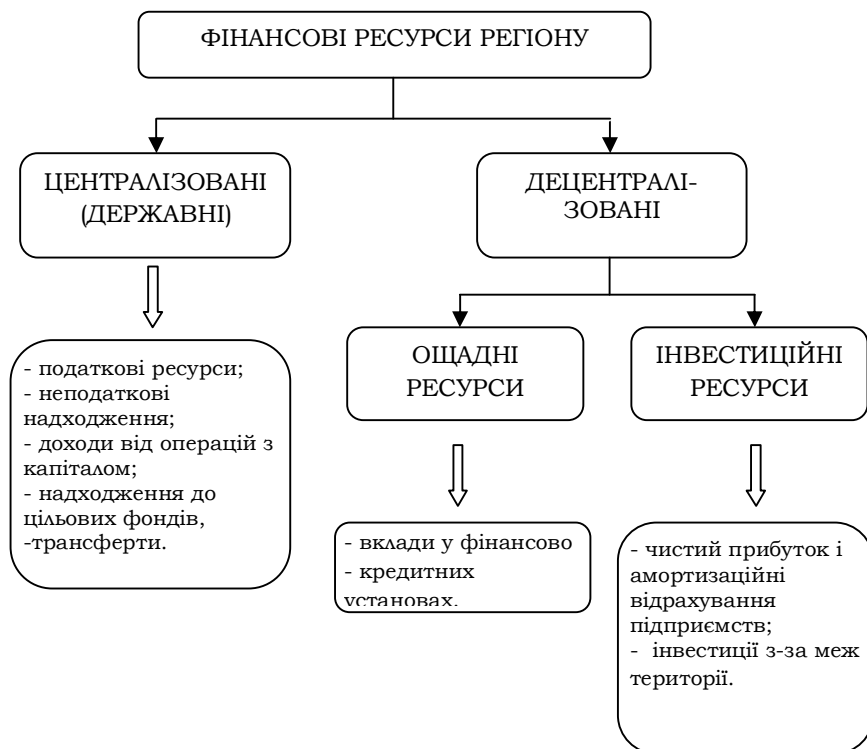 ФІНАНСОВІ РЕСУРСИ РЕГІОНУ
ЦЕНТРАЛІЗОВАНІ
(ДЕРЖАВНІ)
ДЕЦЕНТРАЛІ-
ЗОВАНІ
ОЩАДНІ
РЕСУРСИ
ІНВЕСТИЦІЙНІ
РЕСУРСИ
- податкові ресурси;
- неподаткові
надходження;
- доходи від операцій з
капіталом;
- надходження до
цільових фондів,
-трансферти.
- вклади у фінансово
- кредитних
установах.
- чистий прибуток і
амортизаційні
відрахування
підприємств;
- інвестиції з-за меж
території.